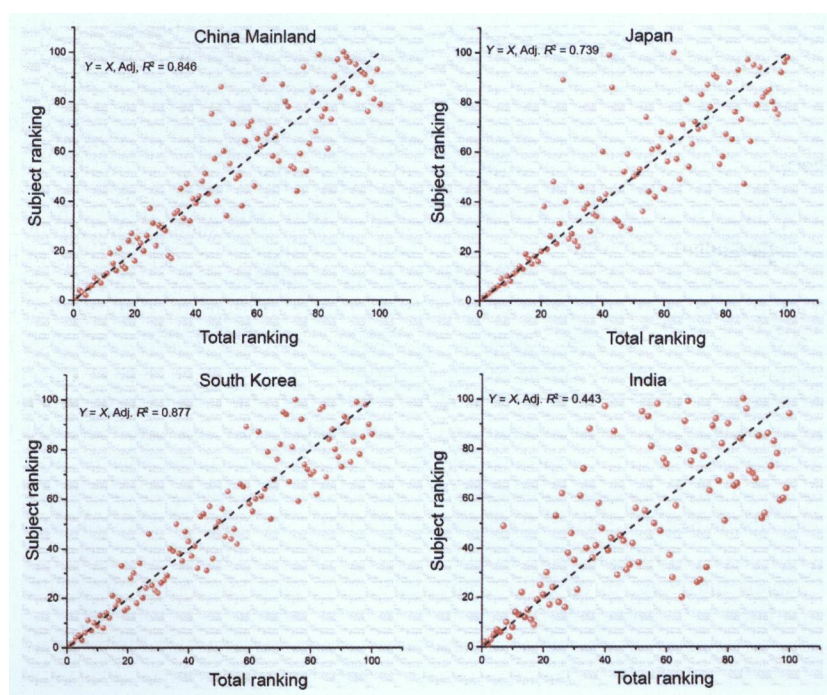 China Mainland
Y = X, Adj, R² = 0.846
Subject ranking
100
80
60
40
20
0
0 20 40 60 80 100
Total ranking
Japan
Y = X, Adj. R² = 0.739
Subject ranking
100
80
60
40
20
0
0 20 40 60 80 100
Total ranking
South Korea
Y = X, Adj. R² = 0.877
Subject ranking
100
80
60
40
20
0
0 20 40 60 80 100
Total ranking
India
Y = X, Adj. R² = 0.443
Subject ranking
100
80
60
40
20
0
0 20 40 60 80 100
Total ranking